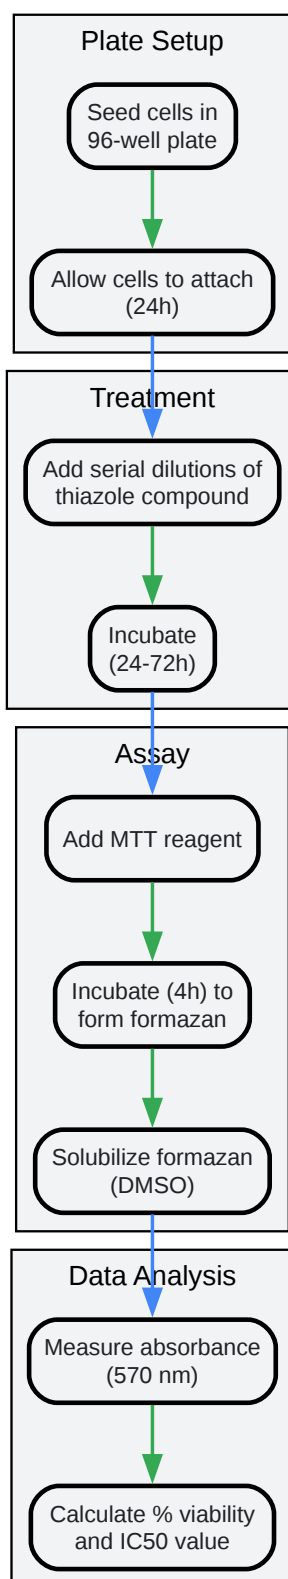 Plate Setup
Seed cells in
96-well plate
Allow cells to attach
(24h)
Treatment
Add serial dilutions of
thiazole compound
Incubate
(24-72h)
Assay
Add MTT reagent
Incubate (4h) to
form formazan
Solubilize formazan
(DMSO)
Data Analysis
Measure absorbance
(570 nm)
Calculate % viability
and IC50 value